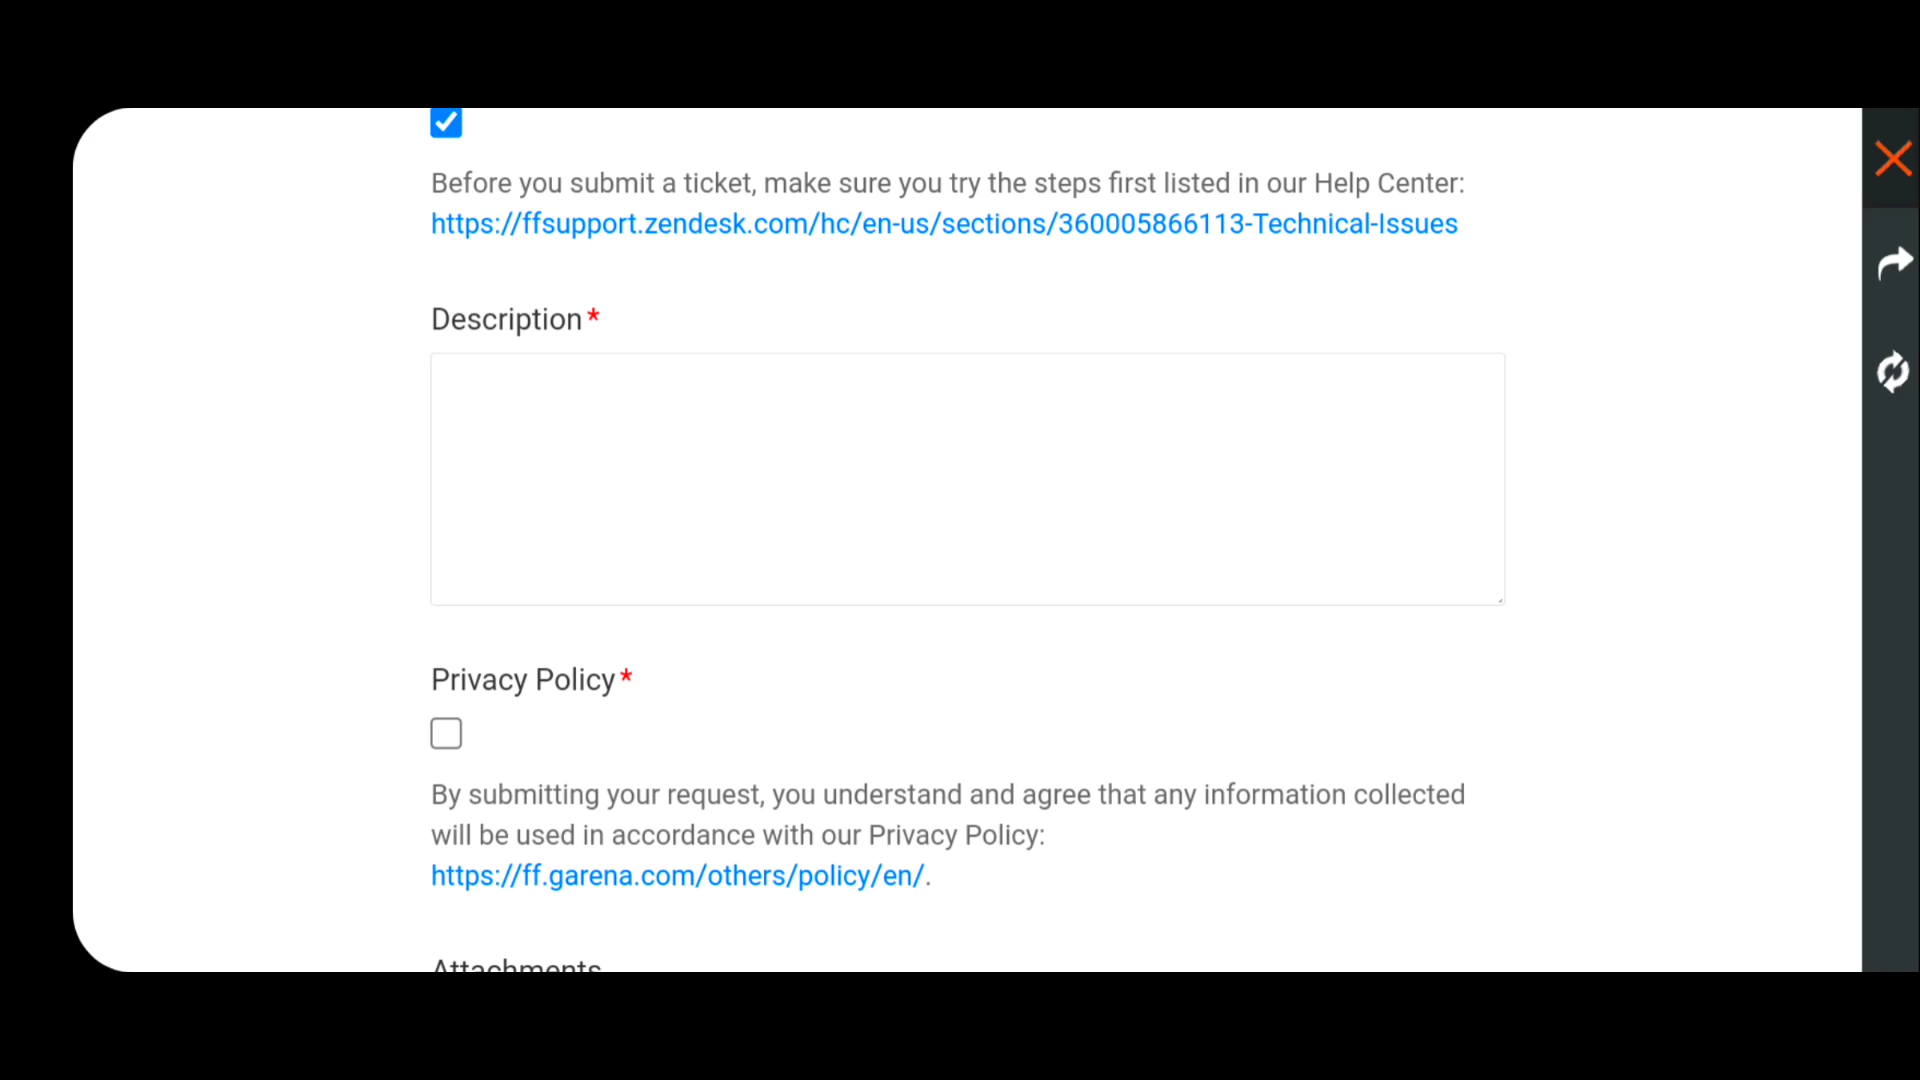 Before you submit a ticket, make sure you try the steps first listed in our Help Center:
https://ffsupport.zendesk.com/hc/en-us/sections/360005866113-Technical-Issues
Description *
Privacy Policy *
By submitting your request, you understand and agree that any information collected
will be used in accordance with our Privacy Policy:
https://ff.garena.com/others/policy/en/.
Attachments